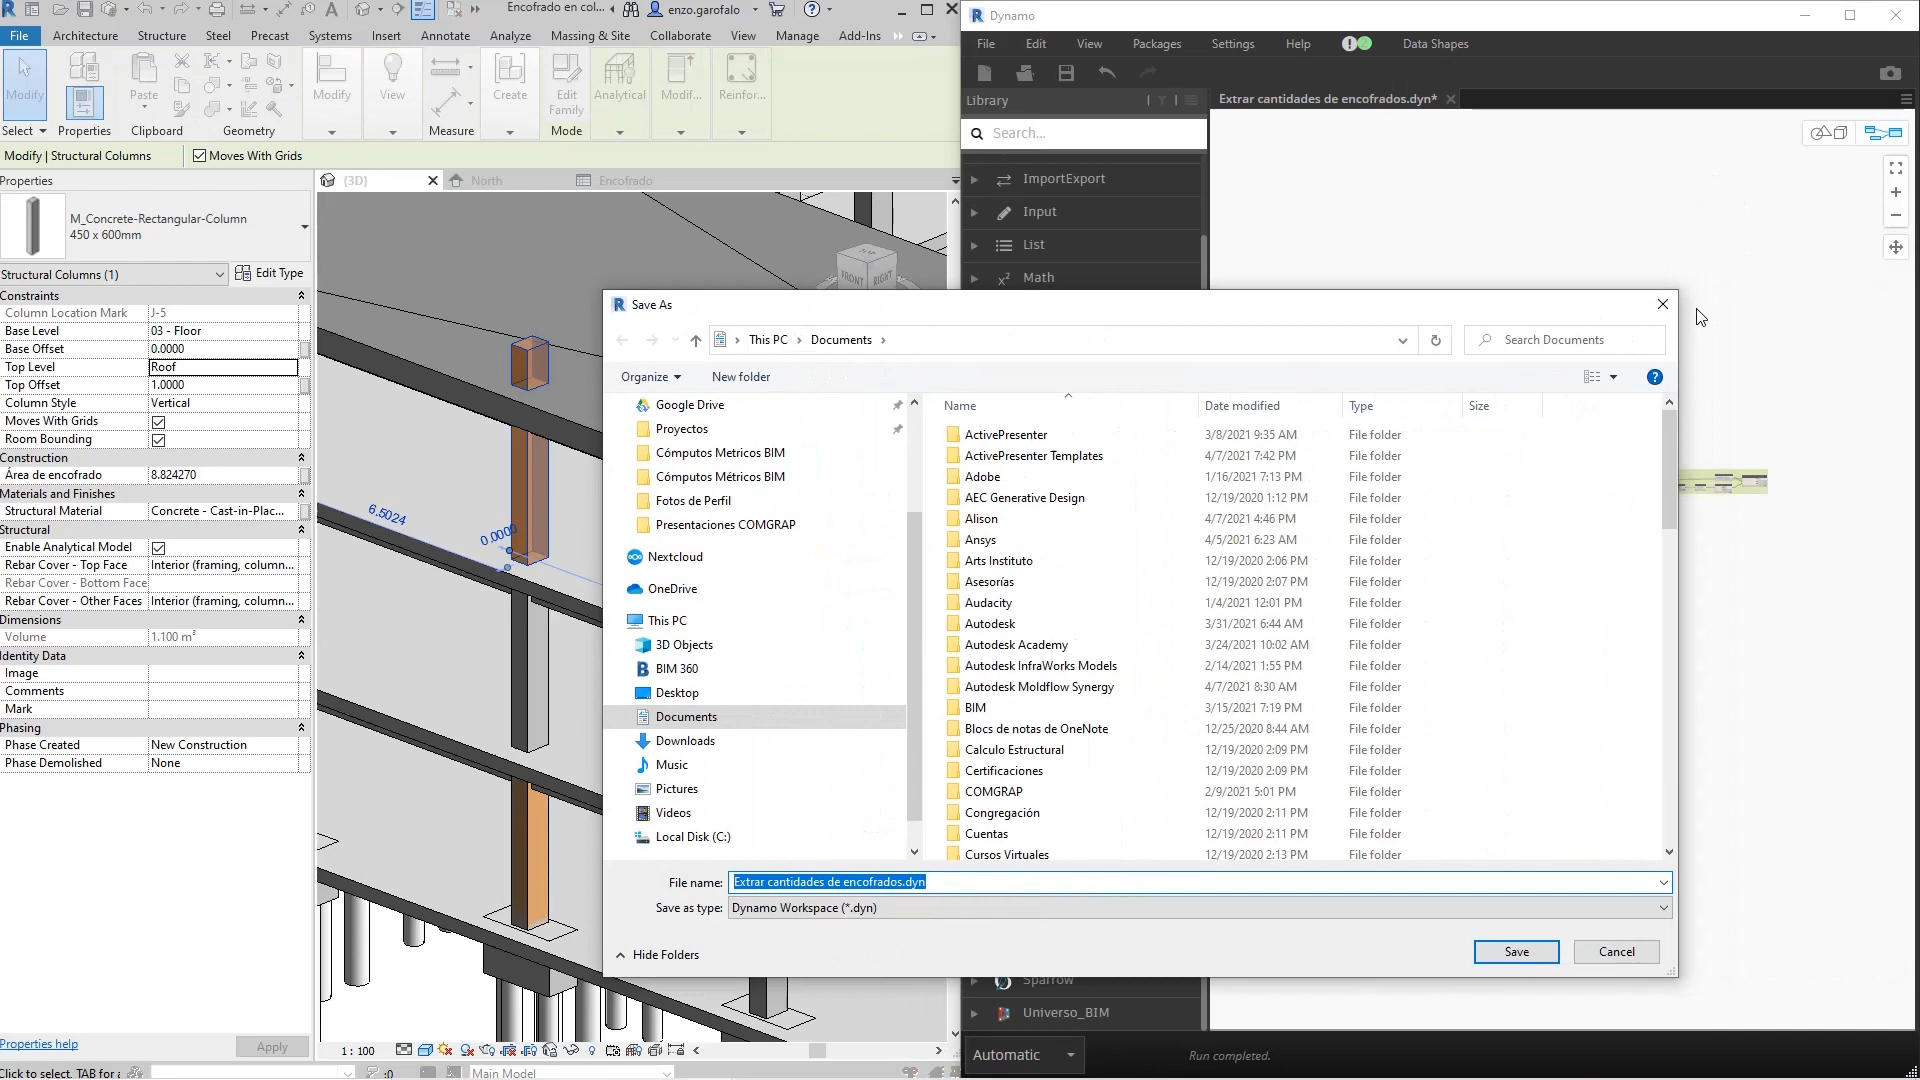 Encofrado en col...
enzo.garofalo
File Architecture Structure Steel Precast Systems Insert Annotate Analyze Massing & Site Collaborate View Manage Add-Ins
Modify
Paste
Modify
View
Create
Edit
Family
Analytical
Modif...
Reinfor...
Select Properties Clipboard Geometry Measure Mode
Modify | Structural Columns
Moves With Grids
Properties
{3D}
North
Encofrado
M_Concrete-Rectangular-Column
450 x 600mm
Structural Columns (1)
Edit Type
Constraints
Column Location Mark J-5
Base Level 03 - Floor
Base Offset 0.0000
Top Level Roof
Top Offset 1.0000
Column Style Vertical
Moves With Grids
Room Bounding
Construction
Área de encofrado 8.824270
Materials and Finishes
Structural Material Concrete - Cast-in-Plac...
Structural
Enable Analytical Model
Rebar Cover - Top Face Interior (framing, column...
Rebar Cover - Bottom Face
Rebar Cover - Other Faces Interior (framing, column...
Dimensions
Volume 1.100 m³
Identity Data
Image
Comments
Mark
Phasing
Phase Created New Construction
Phase Demolished None
Properties help
Apply
FRONT
RIGHT
6.5024
0.0000
1 : 100
Click to select, TAB for a
:0
Main Model
Dynamo
File Edit View Packages Settings Help
2
Data Shapes
Library
Extrar cantidades de encofrados.dyn*
Search...
ImportExport
Input
List
Math
Sparrow
Universo_BIM
Automatic
Run completed.
Save As
This PC
Documents
Search Documents
Organize
New folder
Google Drive
Proyectos
Cómputos Metricos BIM
Cómputos Métricos BIM
Fotos de Perfil
Presentaciones COMGRAP
Nextcloud
OneDrive
This PC
3D Objects
BIM 360
Desktop
Documents
Downloads
Music
Pictures
Videos
Local Disk (C:)
Name Date modified Type Size
ActivePresenter 3/8/2021 9:35 AM File folder
ActivePresenter Templates 4/7/2021 7:42 PM File folder
Adobe 1/16/2021 7:13 PM File folder
AEC Generative Design 12/19/2020 1:12 PM File folder
Alison 4/7/2021 4:46 PM File folder
Ansys 4/5/2021 6:23 AM File folder
Arts Instituto 12/19/2020 2:06 PM File folder
Asesorías 12/19/2020 2:07 PM File folder
Audacity 1/4/2021 12:01 PM File folder
Autodesk 3/31/2021 6:44 AM File folder
Autodesk Academy 3/24/2021 10:02 AM File folder
Autodesk InfraWorks Models 2/14/2021 1:55 PM File folder
Autodesk Moldflow Synergy 4/7/2021 8:30 AM File folder
BIM 3/15/2021 7:19 PM File folder
Blocs de notas de OneNote 12/25/2020 8:44 AM File folder
Calculo Estructural 12/19/2020 2:09 PM File folder
Certificaciones 12/19/2020 2:09 PM File folder
COMGRAP 2/9/2021 5:01 PM File folder
Congregación 12/19/2020 2:11 PM File folder
Cuentas 12/19/2020 2:11 PM File folder
Cursos Virtuales 12/19/2020 2:13 PM File folder
File name: Extrar cantidades de encofrados.dyn
Save as type: Dynamo Workspace (*.dyn)
Hide Folders
Save
Cancel